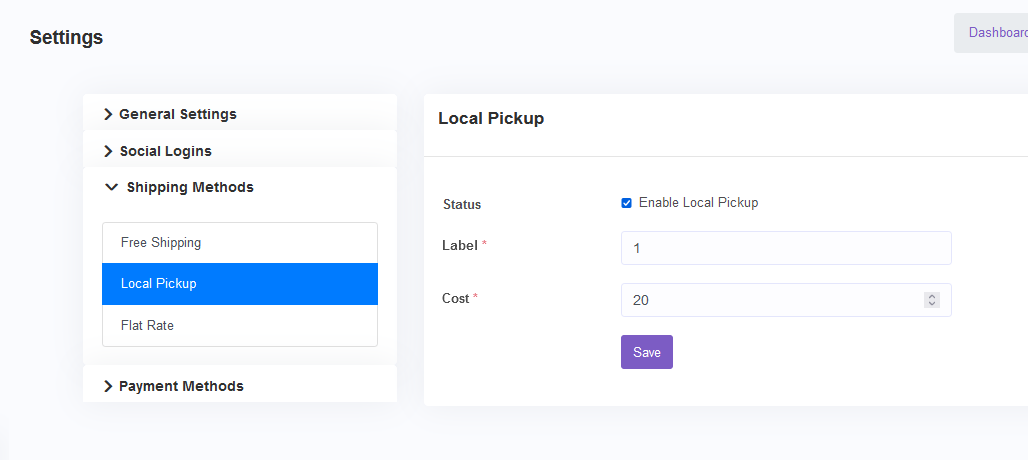 Settings
Dashboard
General Settings
Social Logins
Shipping Methods
Free Shipping
Local Pickup
Flat Rate
Payment Methods
Local Pickup
Status
Enable Local Pickup
Label *
1
Cost *
20
Save